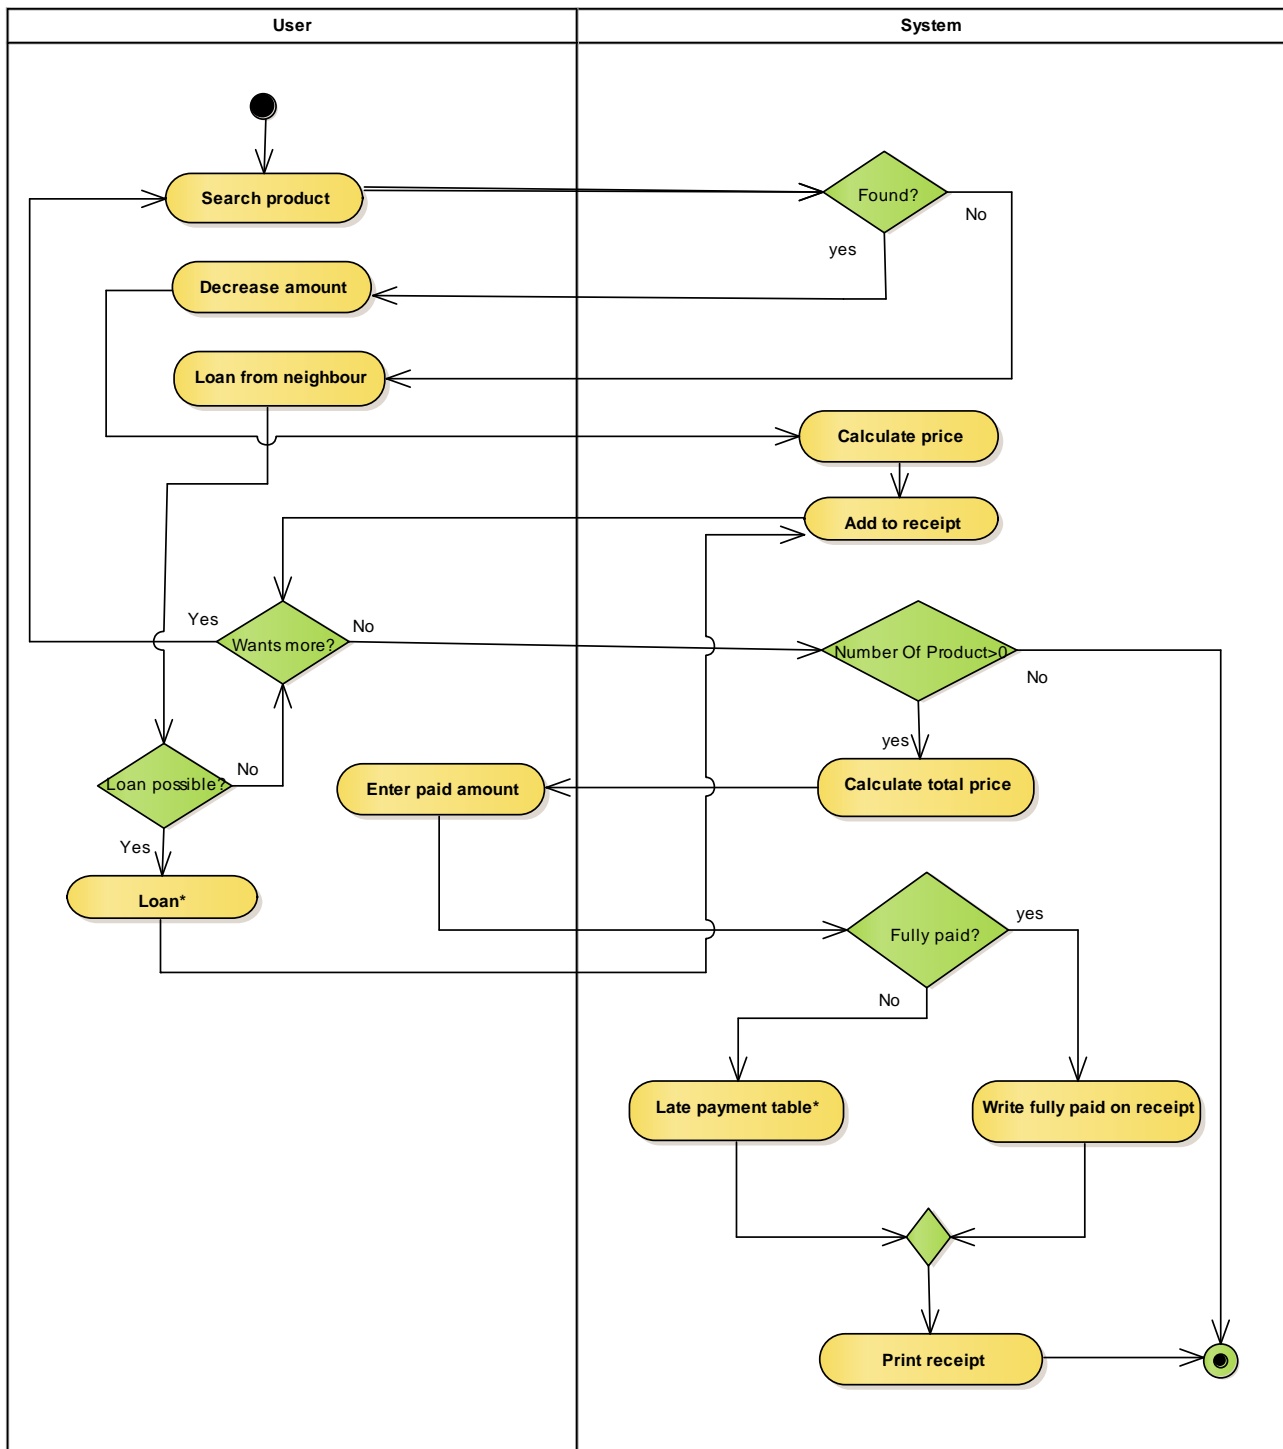 User
System
Search product
Found?
No
yes
Decrease amount
Loan from neighbour
Calculate price
Add to receipt
Yes
Wants more?
No
Number Of Product>0
No
yes
Loan possible?
No
Enter paid amount
Calculate total price
Yes
Loan*
Fully paid?
yes
No
Late payment table*
Write fully paid on receipt
Print receipt